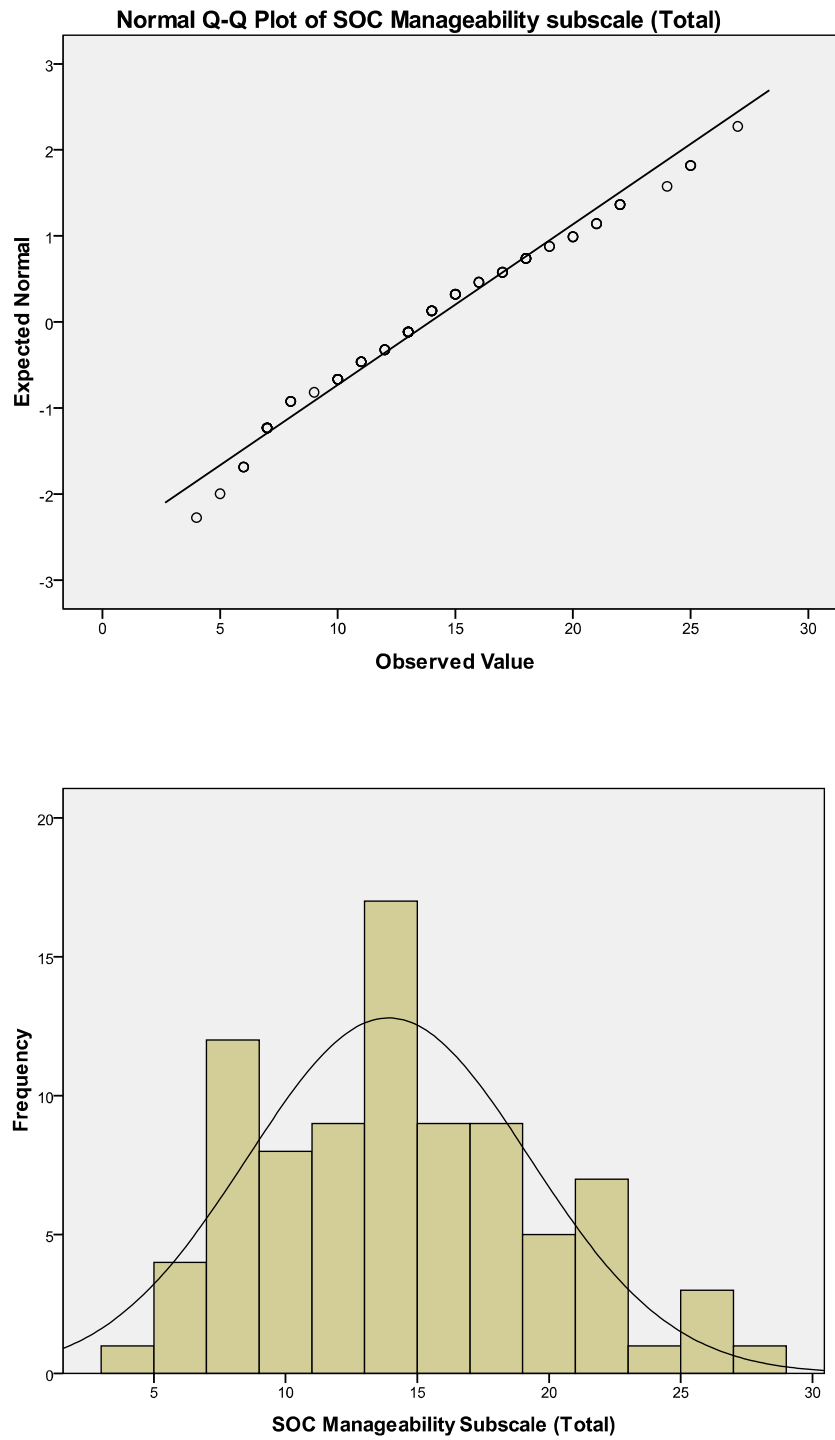 Normal Q-Q Plot of SOC Manageability subscale (Total)
3
2
1
0
-1
-2
-3
Expected Normal
0 5 10 15 20 25 30
Observed Value
20
15
10
5
0
Frequency
5 10 15 20 25 30
SOC Manageability Subscale (Total)